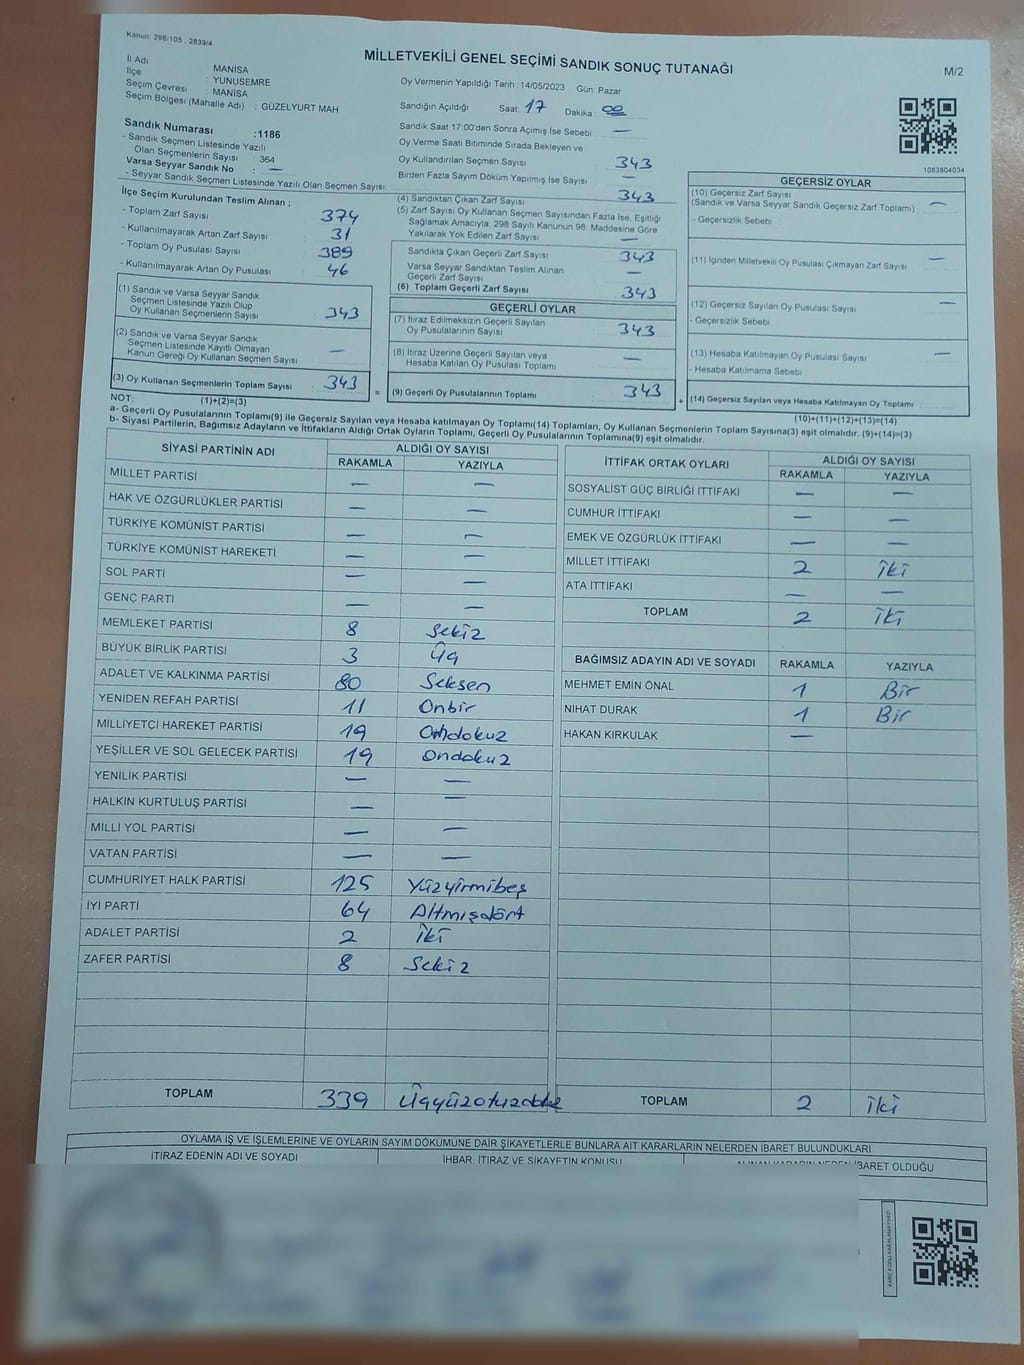 Kanun: 298/105 - 2839/4
MİLLETVEKİLİ GENEL SEÇİMİ SANDIK SONUÇ TUTANAĞI
M/2
İl Adı : MANİSA
İlçe : YUNUSEMRE
Seçim Çevresi : MANİSA
Seçim Bölgesi (Mahalle Adı) : GÜZELYURT MAH.
Oy Vermenin Yapıldığı Tarih :14/05/2023 Gün: Pazar
Sandığın Açıldığı Saat: 17 Dakika: 00
Sandık Saat 17:00'den Sonra Açımış İse Sebebi —
Oy Verme Saati Bitiminde Sırada Bekleyen ve
Oy Kullandırılan Seçmen Sayısı 343
Birden Fazla Sayım Döküm Yapılmış İse Sayısı —
Sandık Numarası :1186
- Sandık Seçmen Listesinde Yazılı
Olan Seçmenlerin Sayısı : 364
Varsa Seyyar Sandık No : —
- Seyyar Sandık Seçmen Listesinde Yazılı Olan Seçmen Sayısı:
1083804034
İlçe Seçim Kurulundan Teslim Alınan ;
- Toplam Zarf Sayısı 374
- Kullanılmayarak Artan Zarf Sayısı 31
- Toplam Oy Pusulası Sayısı 389
- Kullanılmayarak Artan Oy Pusulası 46
(1) Sandık ve Varsa Seyyar Sandık
Seçmen Listesinde Yazılı Olup
Oy Kullanan Seçmenlerin Sayısı 343
(2) Sandık ve Varsa Seyyar Sandık
Seçmen Listesinde Kayıtlı Olmayan
Kanun Gereği Oy Kullanan Seçmen Sayısı —
(3) Oy Kullanan Seçmenlerin Toplam Sayısı 343
(1)+(2)=(3)
(4) Sandıktan Çıkan Zarf Sayısı 343
(5) Zarf Sayısı Oy Kullanan Seçmen Sayısından Fazla İse, Eşitliği
Sağlamak Amacıyla, 298 Sayılı Kanunun 98. Maddesine Göre
Yakılarak Yok Edilen Zarf Sayısı —
Sandıkta Çıkan Geçerli Zarf Sayısı 343
Varsa Seyyar Sandıktan Teslim Alınan
Geçerli Zarf Sayısı —
(6) Toplam Geçerli Zarf Sayısı 343
GEÇERLİ OYLAR
(7) İtiraz Edilmeksizin Geçerli Sayılan
Oy Pusulalarının Sayısı 343
(8) İtiraz Üzerine Geçerli Sayılan veya
Hesaba Katılan Oy Pusulası Toplamı —
= (9) Geçerli Oy Pusulalarının Toplamı 343
GEÇERSİZ OYLAR
(10) Geçersiz Zarf Sayısı
(Sandık ve Varsa Seyyar Sandık Geçersiz Zarf Toplamı) —
- Geçersizlik Sebebi
(11) İçinden Milletvekili Oy Pusulası Çıkmayan Zarf Sayısı —
(12) Geçersiz Sayılan Oy Pusulası Sayısı —
- Geçersizlik Sebebi
(13) Hesaba Katılmayan Oy Pusulası Sayısı —
- Hesaba Katılmama Sebebi
+ (14) Geçersiz Sayılan veya Hesaba Katılmayan Oy Toplamı
(10)+(11)+(12)+(13)=(14)
NOT:
a- Geçerli Oy Pusulalarının Toplamı(9) ile Geçersiz Sayılan veya Hesaba katılmayan Oy Toplamı(14) Toplamları, Oy Kullanan Seçmenlerin Toplam Sayısına(3) eşit olmalıdır. (9)+(14)=(3)
b- Siyasi Partilerin, Bağımsız Adayların ve İttifakların Aldığı Ortak Oyların Toplamı, Geçerli Oy Pusulalarının Toplamına(9) eşit olmalıdır.
SİYASİ PARTİNİN ADI ALDIĞI OY SAYISI
RAKAMLA YAZIYLA
MİLLET PARTİSİ — —
HAK VE ÖZGÜRLÜKLER PARTİSİ — —
TÜRKİYE KOMÜNİST PARTİSİ — —
TÜRKİYE KOMÜNİST HAREKETİ — —
SOL PARTİ — —
GENÇ PARTİ — —
MEMLEKET PARTİSİ 8 Sekiz
BÜYÜK BİRLİK PARTİSİ 3 Üç
ADALET VE KALKINMA PARTİSİ 80 Seksen
YENİDEN REFAH PARTİSİ 11 Onbir
MİLLİYETÇİ HAREKET PARTİSİ 19 Ondokuz
YEŞİLLER VE SOL GELECEK PARTİSİ 19 Ondokuz
YENİLİK PARTİSİ — —
HALKIN KURTULUŞ PARTİSİ — —
MİLLİ YOL PARTİSİ — —
VATAN PARTİSİ — —
CUMHURİYET HALK PARTİSİ 125 Yüzyirmibeş
İYİ PARTİ 64 Altmışdört
ADALET PARTİSİ 2 İki
ZAFER PARTİSİ 8 Sekiz
TOPLAM 339
İTTİFAK ORTAK OYLARI ALDIĞI OY SAYISI
RAKAMLA YAZIYLA
SOSYALİST GÜÇ BİRLİĞİ İTTİFAKI — —
CUMHUR İTTİFAKI — —
EMEK VE ÖZGÜRLÜK İTTİFAKI — —
MİLLET İTTİFAKI 2 İki
ATA İTTİFAKI — —
TOPLAM 2 İki
BAĞIMSIZ ADAYIN ADI VE SOYADI RAKAMLA YAZIYLA
MEHMET EMİN ÖNAL 1 Bir
NİHAT DURAK 1 Bir
HAKAN KIRKULAK —
TOPLAM 2 İki
OYLAMA İŞ VE İŞLEMLERİNE VE OYLARIN SAYIM DÖKÜMÜNE DAİR ŞİKAYETLERLE BUNLARA AİT KARARLARIN NELERDEN İBARET BULUNDUKLARI
İTİRAZ EDENİN ADI VE SOYADI İHBAR, İTİRAZ VE ŞİKAYETİN KONUSU ALINAN KARARIN NEDEN İBARET OLDUĞU